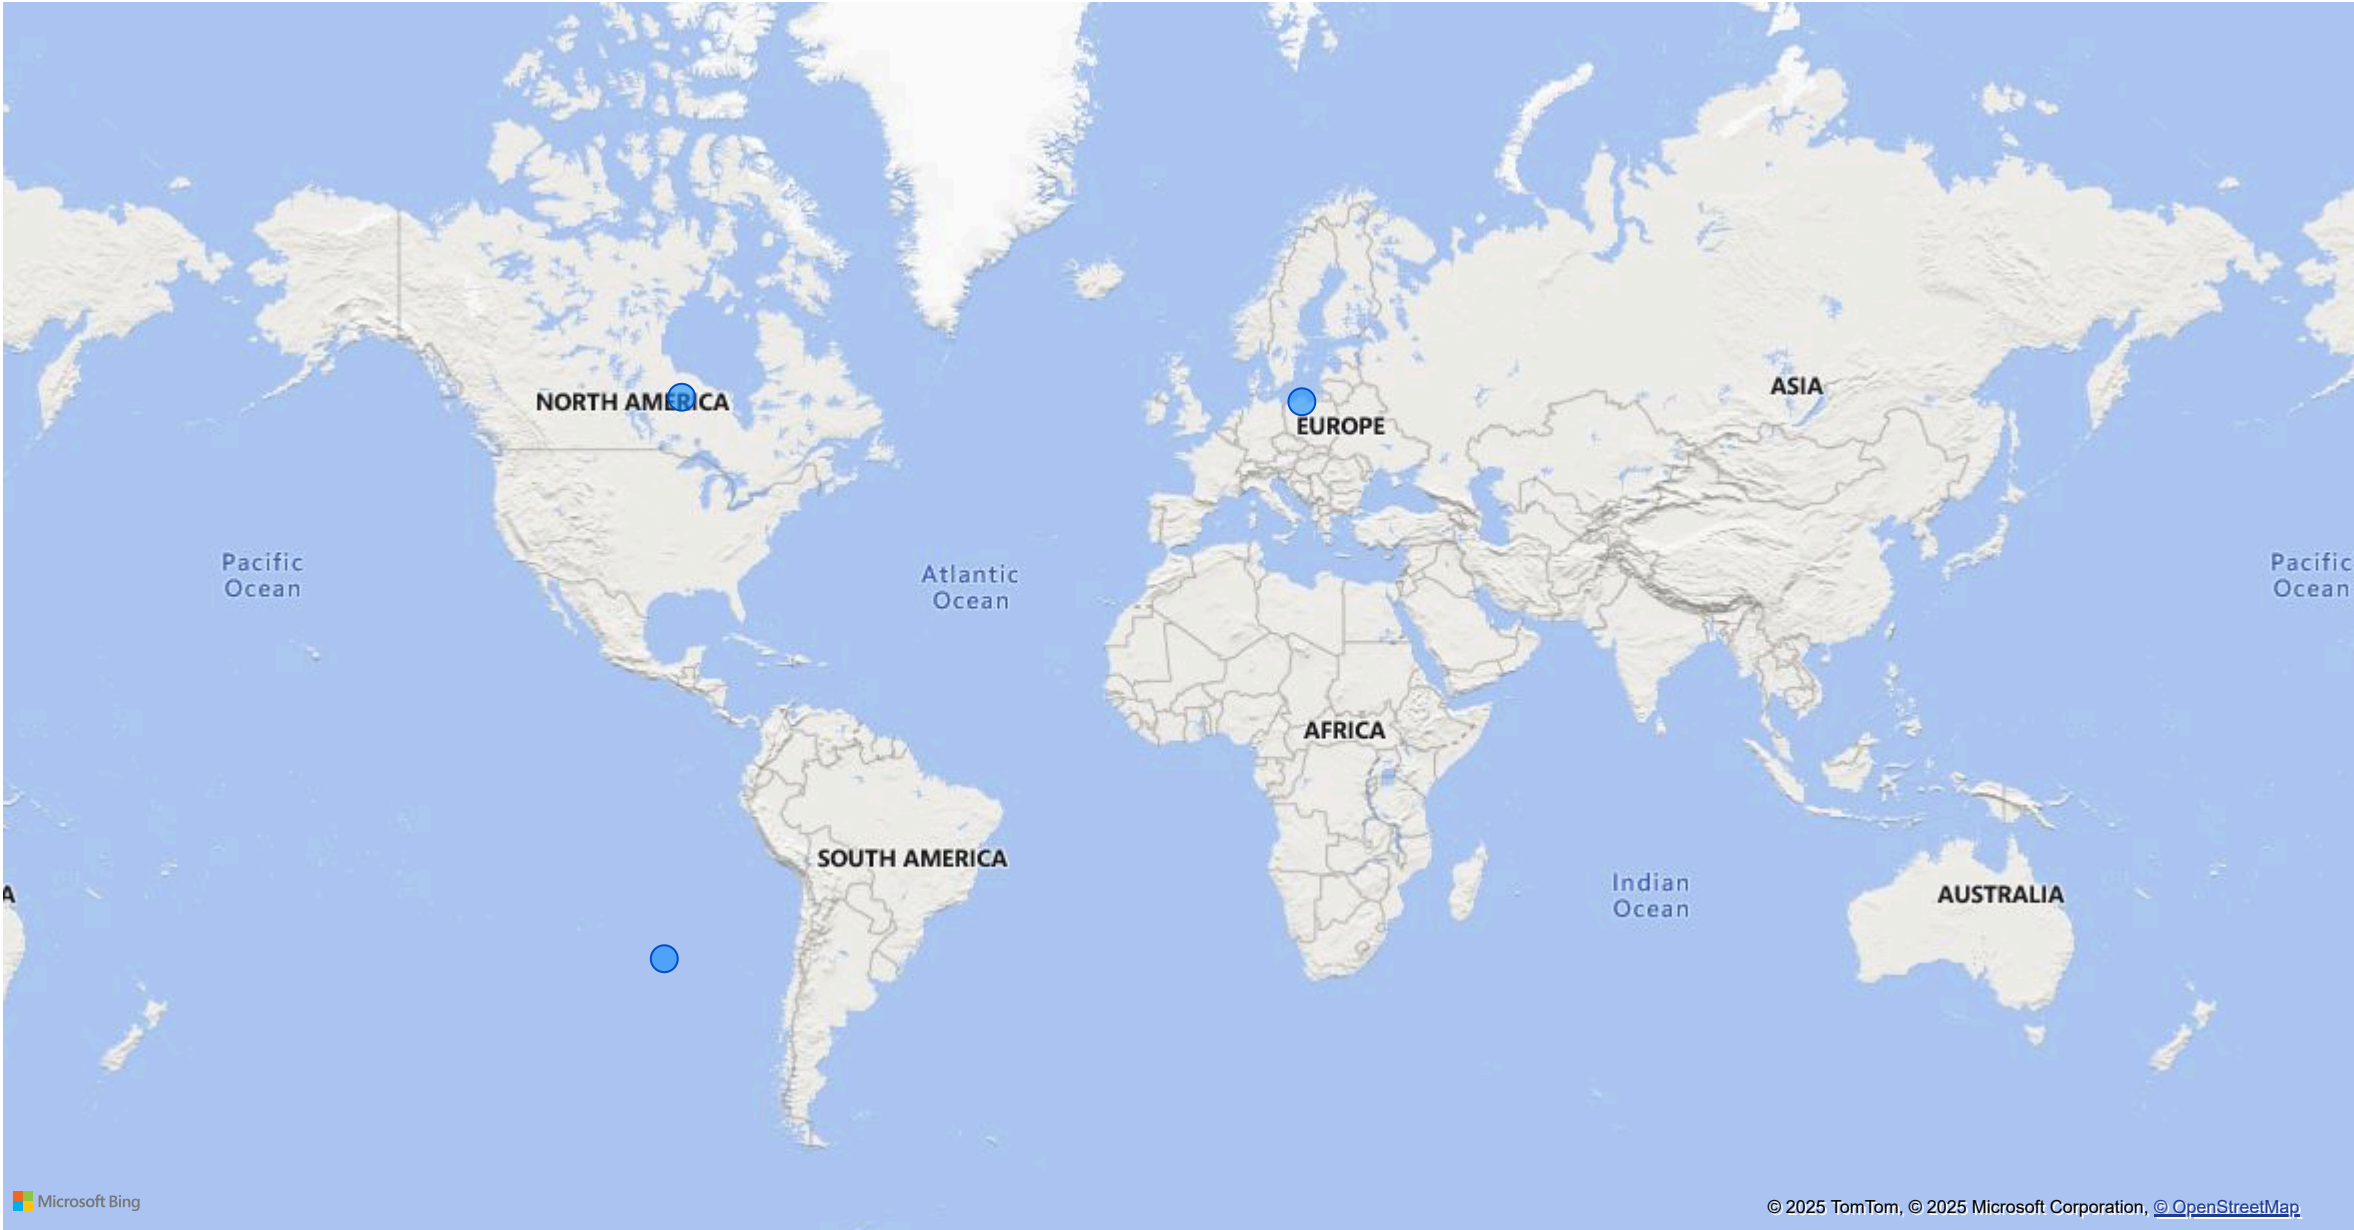 ASIA
NORTH AMERICA
EUROPE
Pacific
Ocean
Atlantic
Ocean
Pacific
Ocean
AFRICA
SOUTH AMERICA
Indian
Ocean
AUSTRALIA
A
Microsoft Bing
© 2025 TomTom, © 2025 Microsoft Corporation, © OpenStreetMap